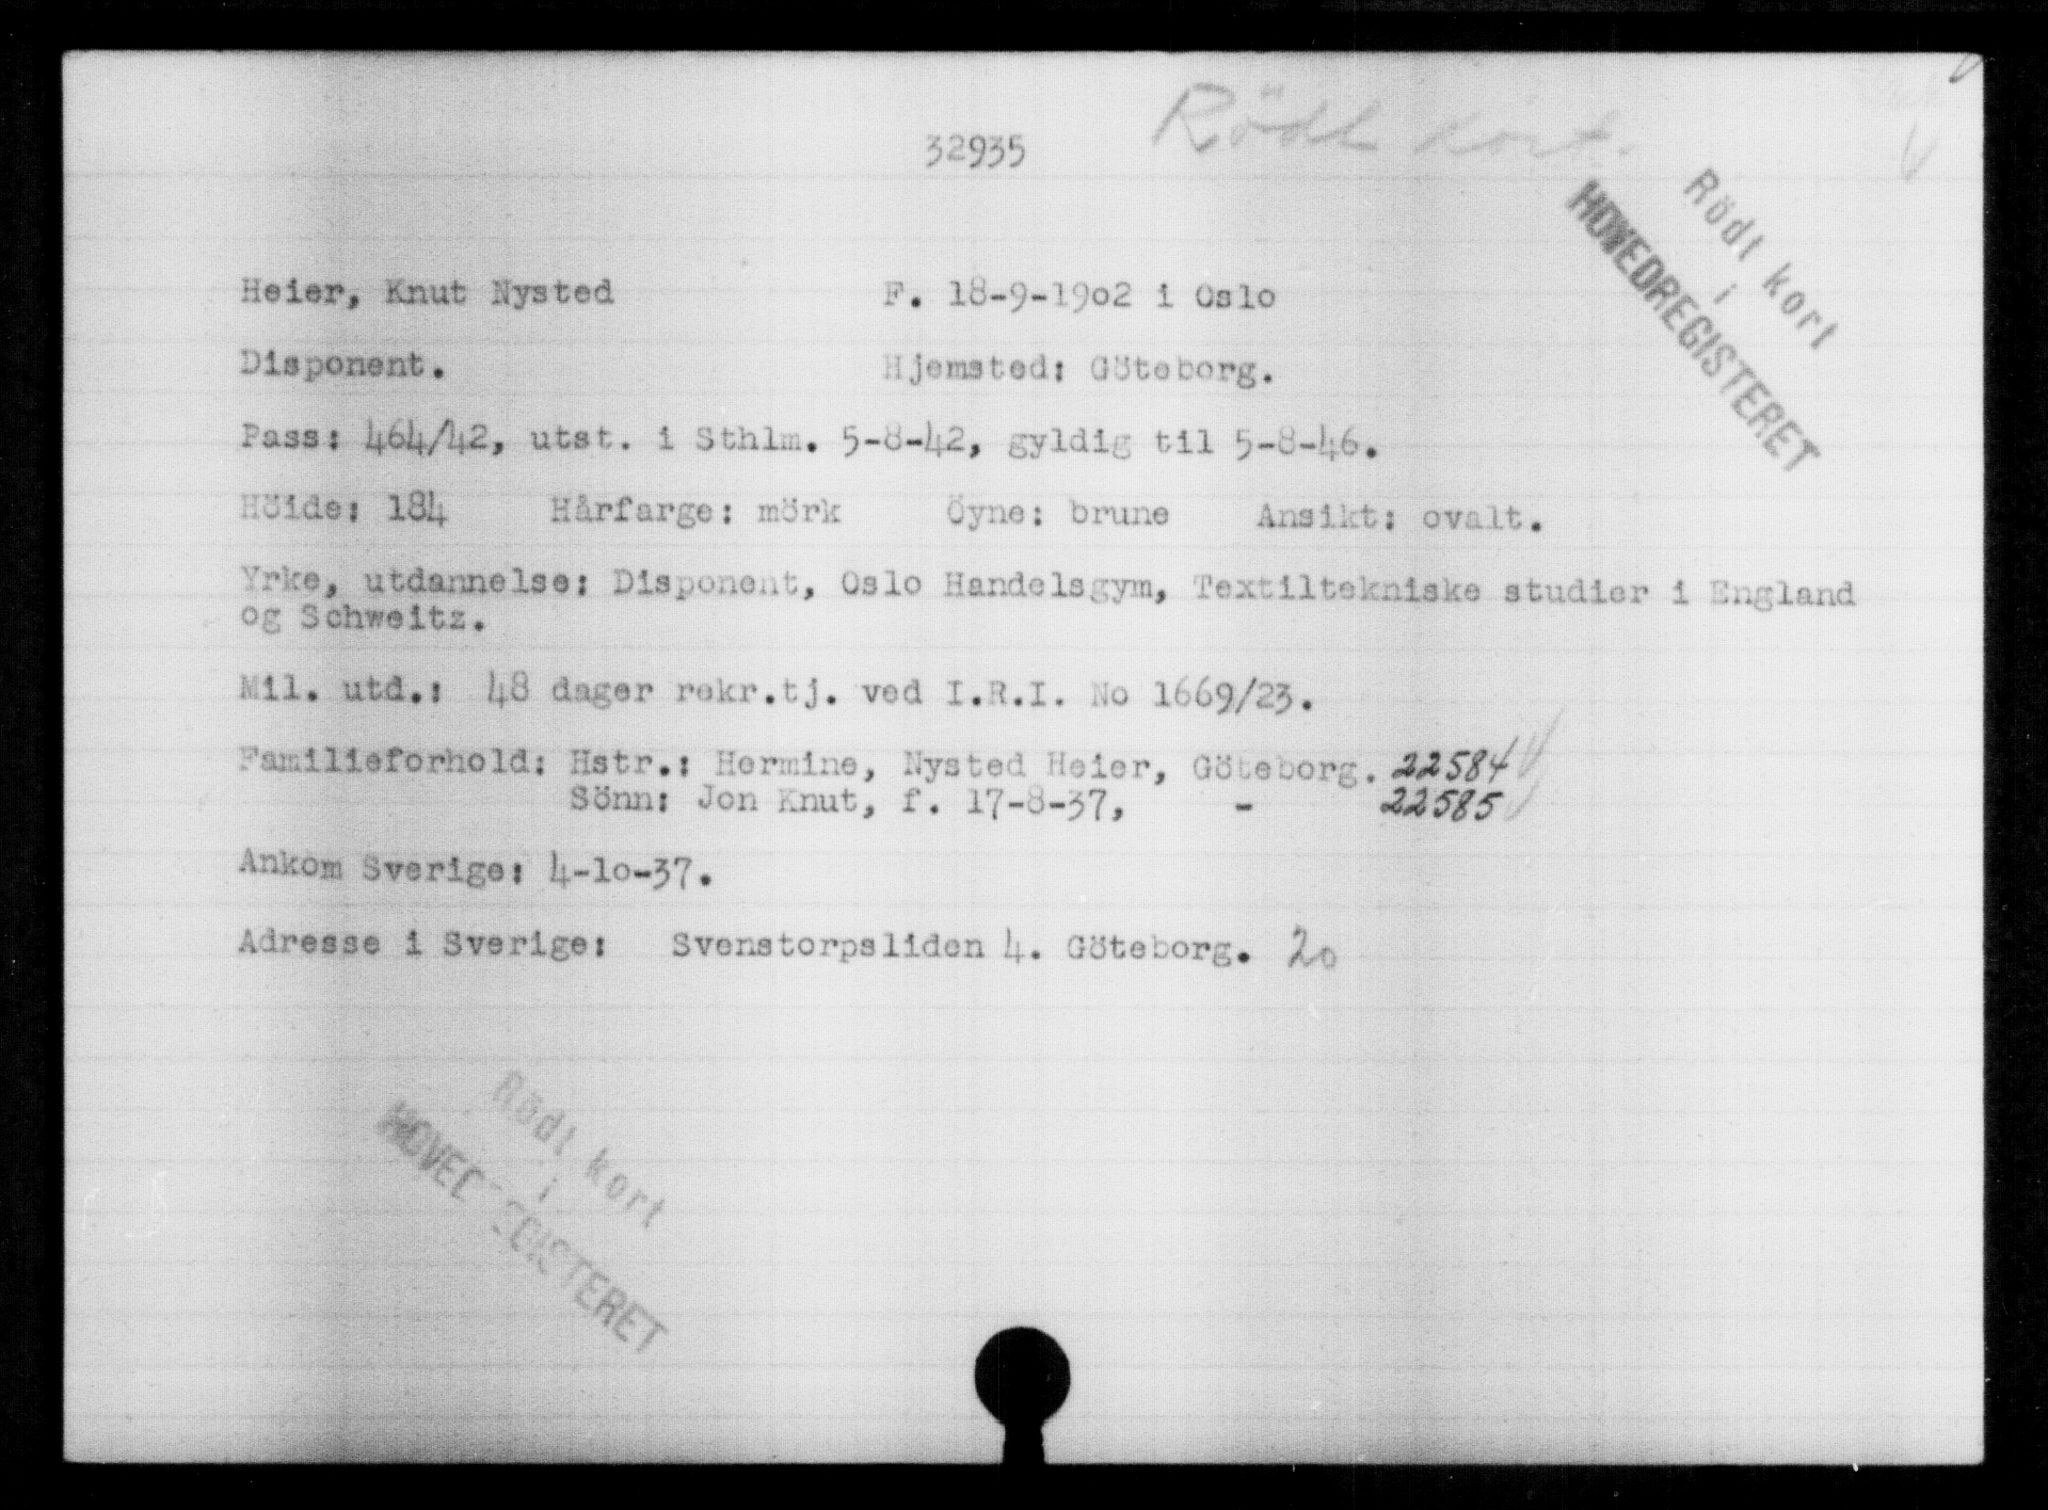 Rödt kort.
32935
Rödt kort
i
HOVEDREGISTERET
Heier, Knut Nysted F. 18-9-1902 i Oslo
Disponent. Hjemsted: Göteborg.
Pass: 464/42, utst. i Sthlm. 5-8-42, gyldig til 5-8-46.
Höide: 184 Hårfarge: mörk Öyne: brune Ansikt: ovalt.
Yrke, utdannelse: Disponent, Oslo Handelsgym, Textiltekniske studier i England
og Schweitz.
Mil. utd.: 48 dager rekr.tj. ved I.R.I. No 1669/23.
Familieforhold: Hstr.: Hermine, Nysted Heier, Göteborg. 22584
Sönn: Jon Knut, f. 17-8-37, - 22585
Ankom Sverige: 4-10-37.
Adresse i Sverige: Svenstorpsliden 4. Göteborg. 20
Rödt kort
i
HOVEDREGISTERET